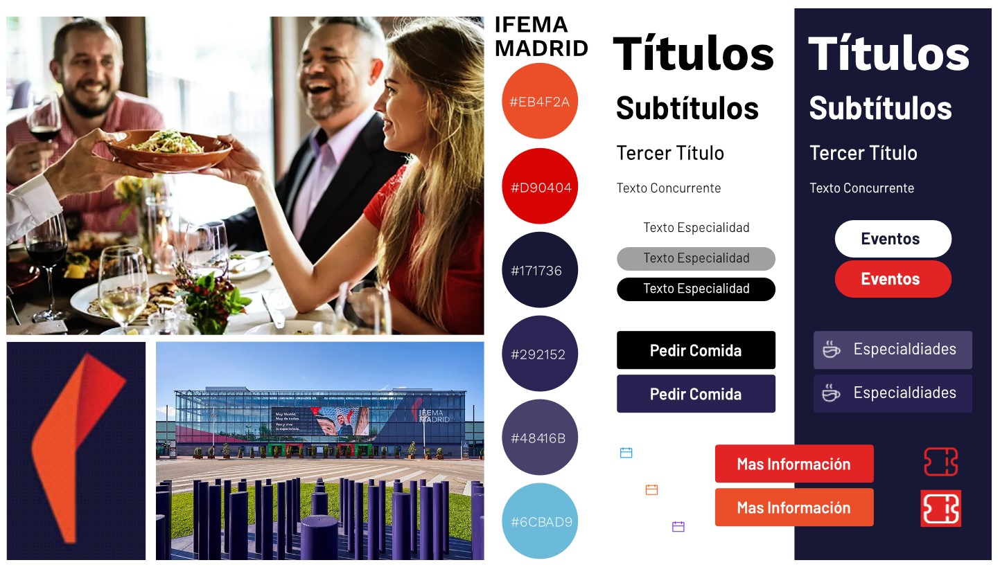 IFEMA
MADRID
#EB4F2A
#D90404
#171736
#292152
#48416B
#6CBAD9
Títulos
Subtítulos
Tercer Título
Texto Concurrente
Texto Especialidad
Texto Especialidad
Texto Especialidad
Pedir Comida
Pedir Comida
Títulos
Subtítulos
Tercer Título
Texto Concurrente
Eventos
Eventos
Especialdiades
Especialdiades
Mas Información
Mas Información
Muy Madrid.
Muy de todos.
Ven y vive
la experiencia.
IFEMA
MADRID